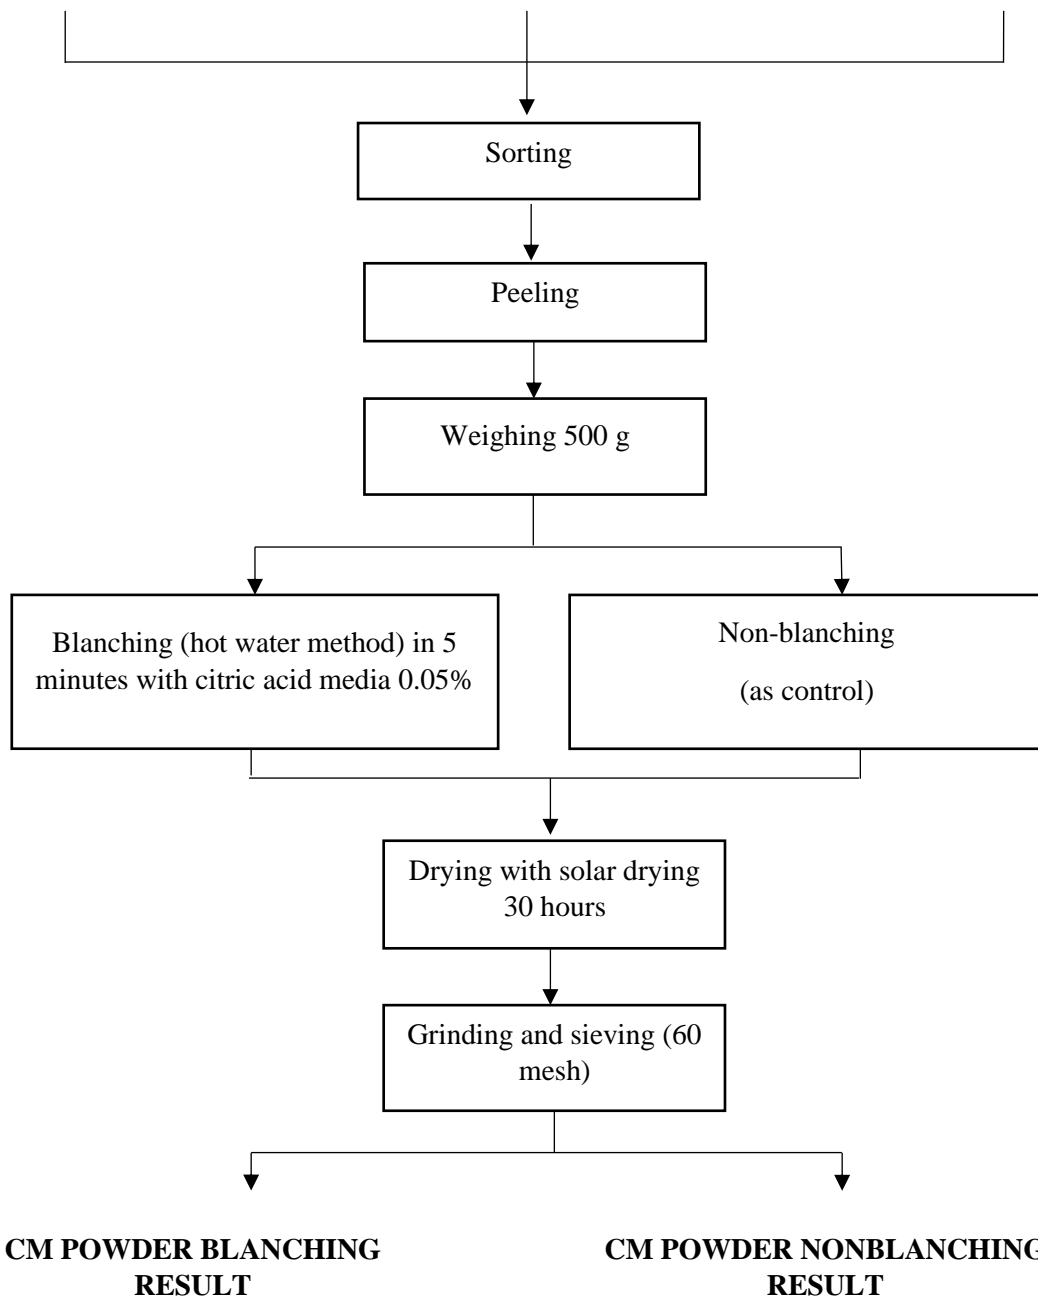 Sorting
Peeling
Weighing 500 g
Blanching (hot water method) in 5
minutes with citric acid media 0.05%
Non-blanching
(as control)
Drying with solar drying
30 hours
Grinding and sieving (60
mesh)
CM POWDER BLANCHING
RESULT
CM POWDER NONBLANCHING
RESULT